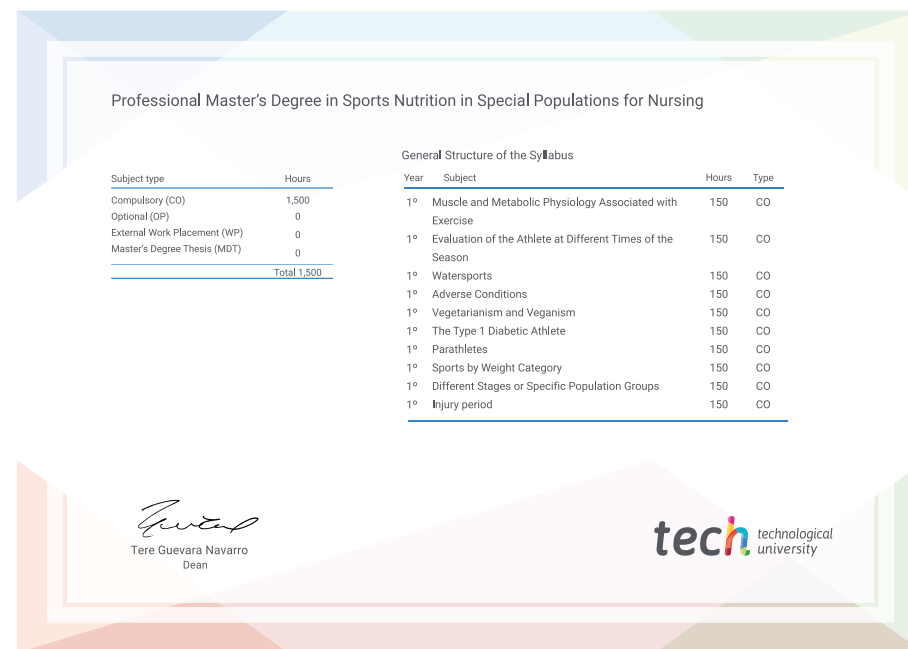 Professional Master's Degree in Sports Nutrition in Special Populations for Nursing
Subject type Hours
Compulsory (CO) 1,500
Optional (OP) 0
External Work Placement (WP) 0
Master's Degree Thesis (MDT) 0
Total 1,500
General Structure of the Syllabus
Year Subject Hours Type
1º Muscle and Metabolic Physiology Associated with 150 CO
Exercise
1º Evaluation of the Athlete at Different Times of the 150 CO
Season
1º Watersports 150 CO
1º Adverse Conditions 150 CO
1º Vegetarianism and Veganism 150 CO
1º The Type 1 Diabetic Athlete 150 CO
1º Parathletes 150 CO
1º Sports by Weight Category 150 CO
1º Different Stages or Specific Population Groups 150 CO
1º Injury period 150 CO
Tere Guevara Navarro
Dean
tech technological
university